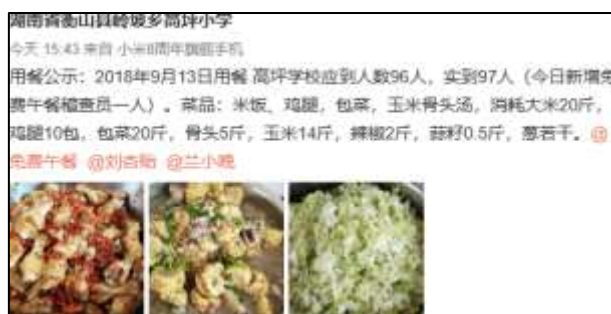 湖南省衡山县岭坡乡高坪小学
今天 15:43 来自 小米8周年旗舰手机
用餐公示：2018年9月13日用餐 高坪学校应到人数96人，实到97人（今日新增免
费午餐稽查员一人）。菜品：米饭、鸡腿，包菜，玉米骨头汤，消耗大米20斤，
鸡腿10包，包菜20斤，骨头5斤，玉米14斤，辣椒2斤，蒜籽0.5斤，葱若干。@
免费午餐 @刘杏贻 @兰小晚